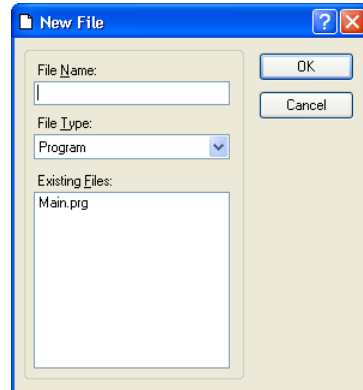 New File
File Name:
OK
Cancel
File Type:
Program
Existing Files:
Main.prg